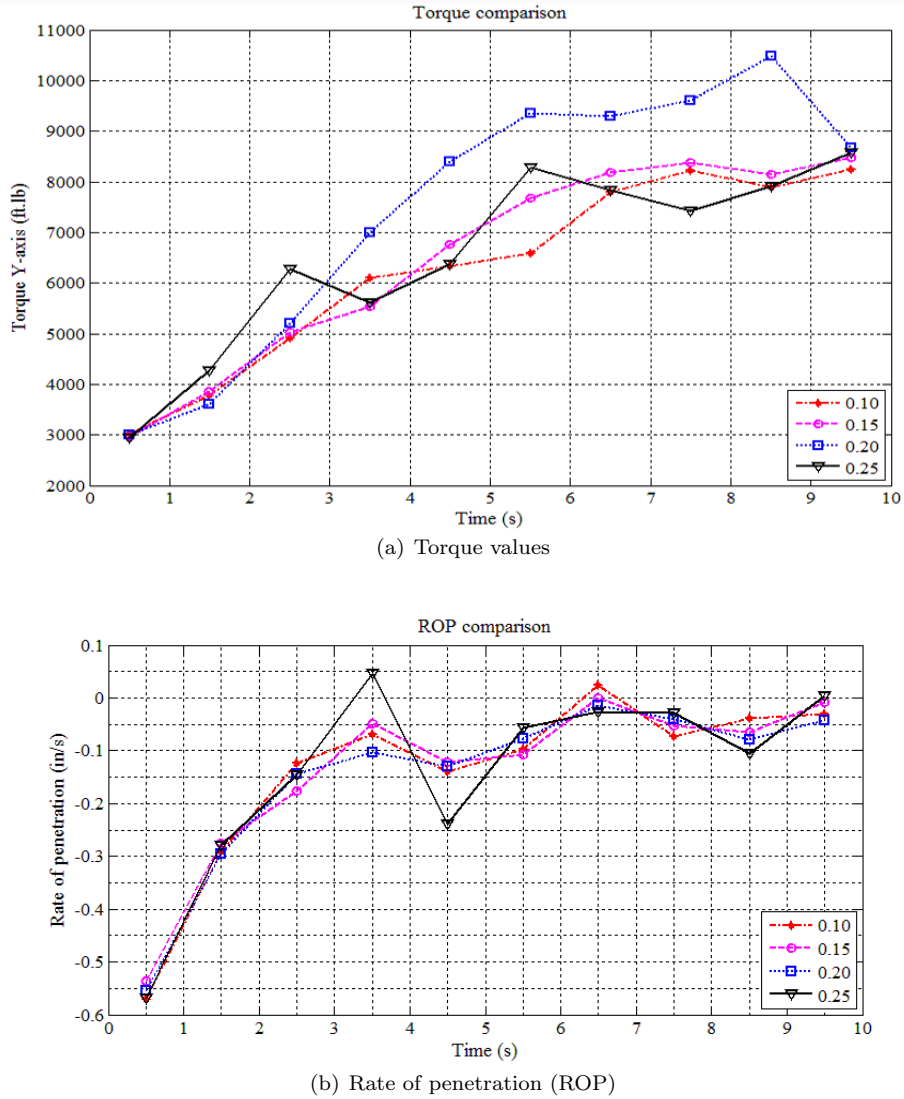 Torque comparison
11000
10000
9000
8000
7000
6000
5000
4000
3000
2000
Torque Y-axis (ft.lb)
0.10
0.15
0.20
0.25
0 1 2 3 4 5 6 7 8 9 10
Time (s)
(a) Torque values
ROP comparison
0.1
0
-0.1
-0.2
-0.3
-0.4
-0.5
-0.6
Rate of penetration (m/s)
0.10
0.15
0.20
0.25
0 1 2 3 4 5 6 7 8 9 10
Time (s)
(b) Rate of penetration (ROP)